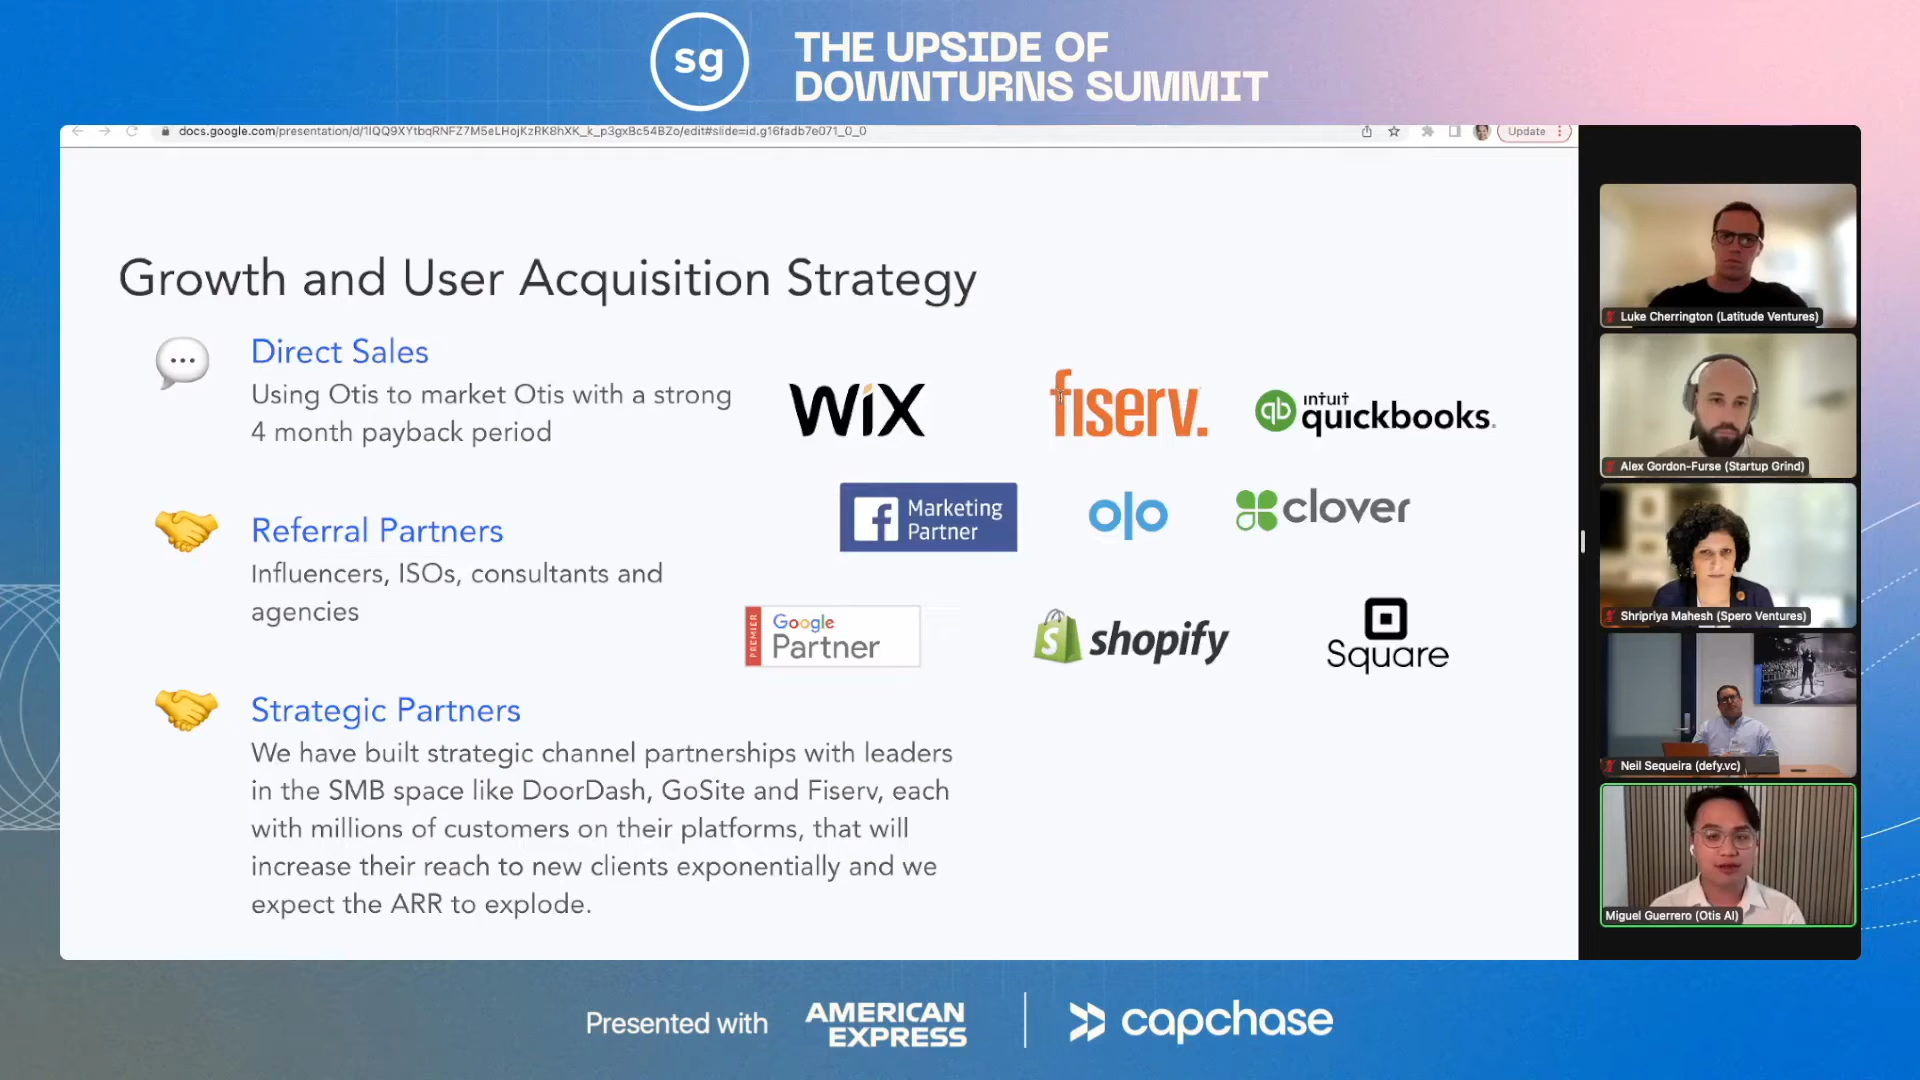 sg
THE UPSIDE OF
DOWNTURNS SUMMIT
docs.google.com/presentation/d/1IQQ9XYtbqRNFZ7M5eLHojKzRK8hXK_k_p3gxBc54BZo/edit#slide=id.g16fadb7e071_0_0
Update
Growth and User Acquisition Strategy
Direct Sales
Using Otis to market Otis with a strong
4 month payback period
Referral Partners
Influencers, ISOs, consultants and
agencies
Strategic Partners
We have built strategic channel partnerships with leaders
in the SMB space like DoorDash, GoSite and Fiserv, each
with millions of customers on their platforms, that will
increase their reach to new clients exponentially and we
expect the ARR to explode.
WiX
fiserv.
qb intuit quickbooks.
f Marketing
Partner
olo
clover
PREMIER
Google
Partner
shopify
Square
Luke Cherrington (Latitude Ventures)
Alex Gordon-Furse (Startup Grind)
Shripriya Mahesh (Spero Ventures)
Neil Sequeira (defy.vc)
Miguel Guerrero (Otis AI)
Presented with
AMERICAN
EXPRESS
capchase